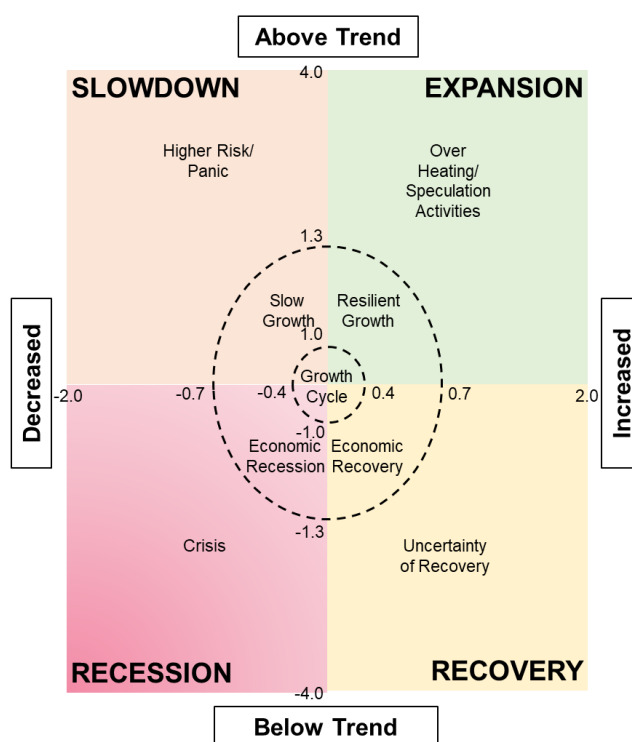 Above Trend
4.0
SLOWDOWN
EXPANSION
Higher Risk/
Panic
Over
Heating/
Speculation
Activities
1.3
Slow
Growth
Resilient
Growth
1.0
Growth
Cycle
Decreased
-2.0
-0.7
-0.4
0.4
0.7
2.0
Increased
-1.0
Economic
Recession
Economic
Recovery
-1.3
Crisis
Uncertainty
of Recovery
RECESSION
RECOVERY
-4.0
Below Trend